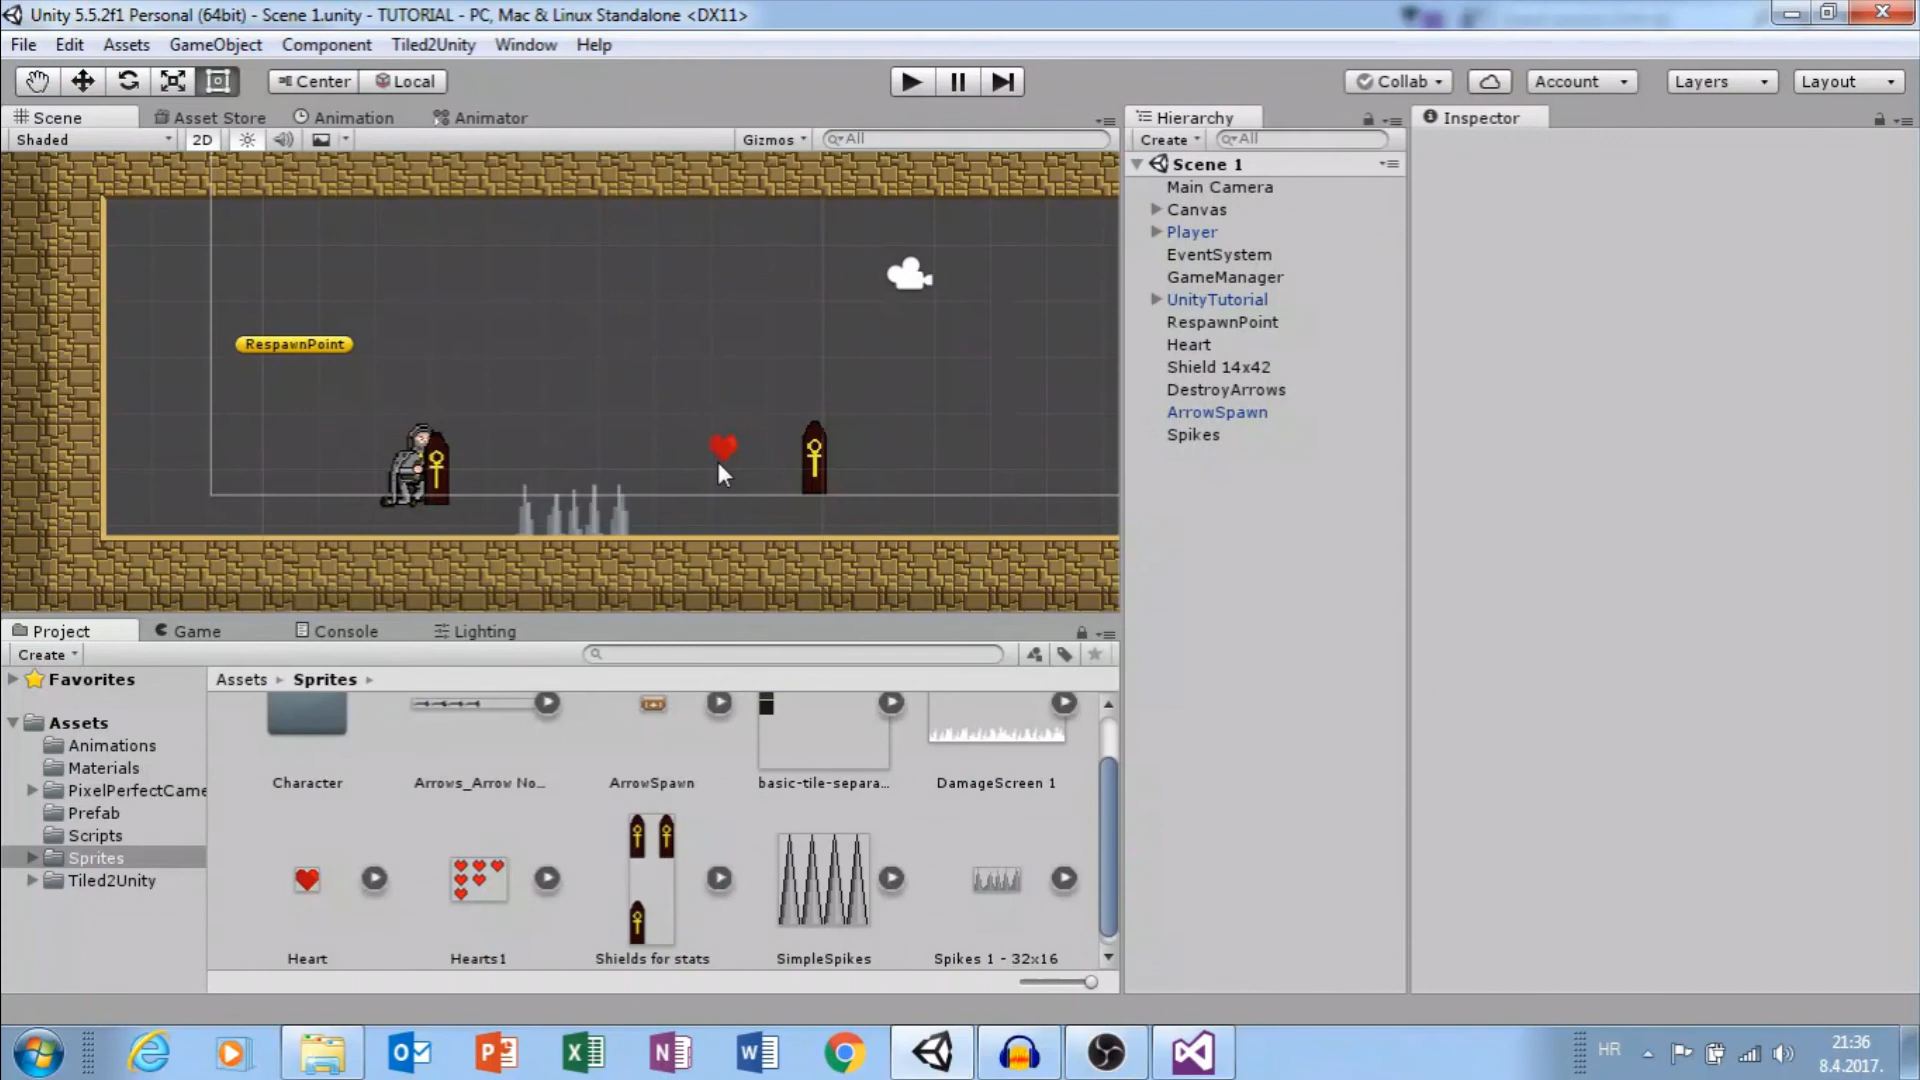 Unity 5.5.2f1 Personal (64bit) - Scene 1.unity - TUTORIAL - PC, Mac & Linux Standalone <DX11>
File Edit Assets GameObject Component Tiled2Unity Window Help
Center Local Collab Account Layers Layout
Scene Asset Store Animation Animator
Shaded 2D Gizmos All
RespawnPoint
Hierarchy
Create All
Scene 1
Main Camera
Canvas
Player
EventSystem
GameManager
UnityTutorial
RespawnPoint
Heart
Shield 14x42
DestroyArrows
ArrowSpawn
Spikes
Inspector
Project Game Console Lighting
Create
Favorites
Assets
Animations
Materials
PixelPerfectCame
Prefab
Scripts
Sprites
Tiled2Unity
Assets Sprites
Character Arrows_Arrow No... ArrowSpawn basic-tile-separa... DamageScreen 1
Heart Hearts1 Shields for stats SimpleSpikes Spikes 1 - 32x16
HR
21:36
8.4.2017.